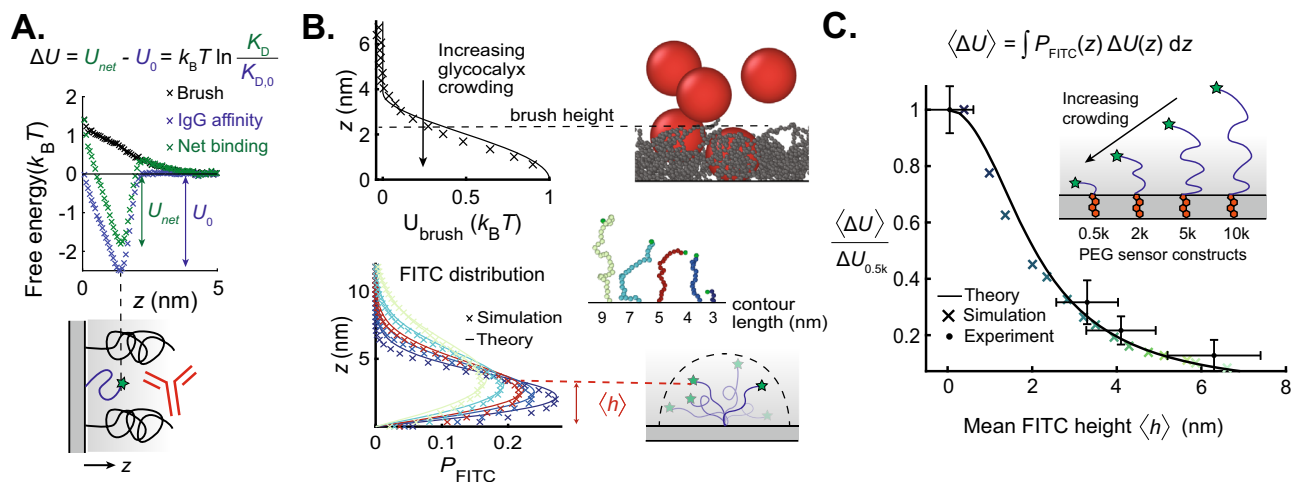 A.
ΔU = U_net - U_0 = k_B T ln K_D / K_D,0
Free energy(k_B T)
2
1
0
-1
-2
× Brush
× IgG affinity
× Net binding
U_net
U_0
0
5
z (nm)
z
B.
z (nm)
6
4
2
0
Increasing
glycocalyx
crowding
brush height
0
0.5
1
U_brush (k_B T)
FITC distribution
z (nm)
10
5
0
× Simulation
– Theory
⟨h⟩
0
0.1
0.2
P_FITC
9 7 5 4 3
contour
length (nm)
C.
⟨ΔU⟩ = ∫ P_FITC(z) ΔU(z) dz
⟨ΔU⟩
ΔU_0.5k
1
0.8
0.6
0.4
0.2
Increasing
crowding
0.5k 2k 5k 10k
PEG sensor constructs
— Theory
× Simulation
• Experiment
0 2 4 6 8
Mean FITC height ⟨h⟩ (nm)